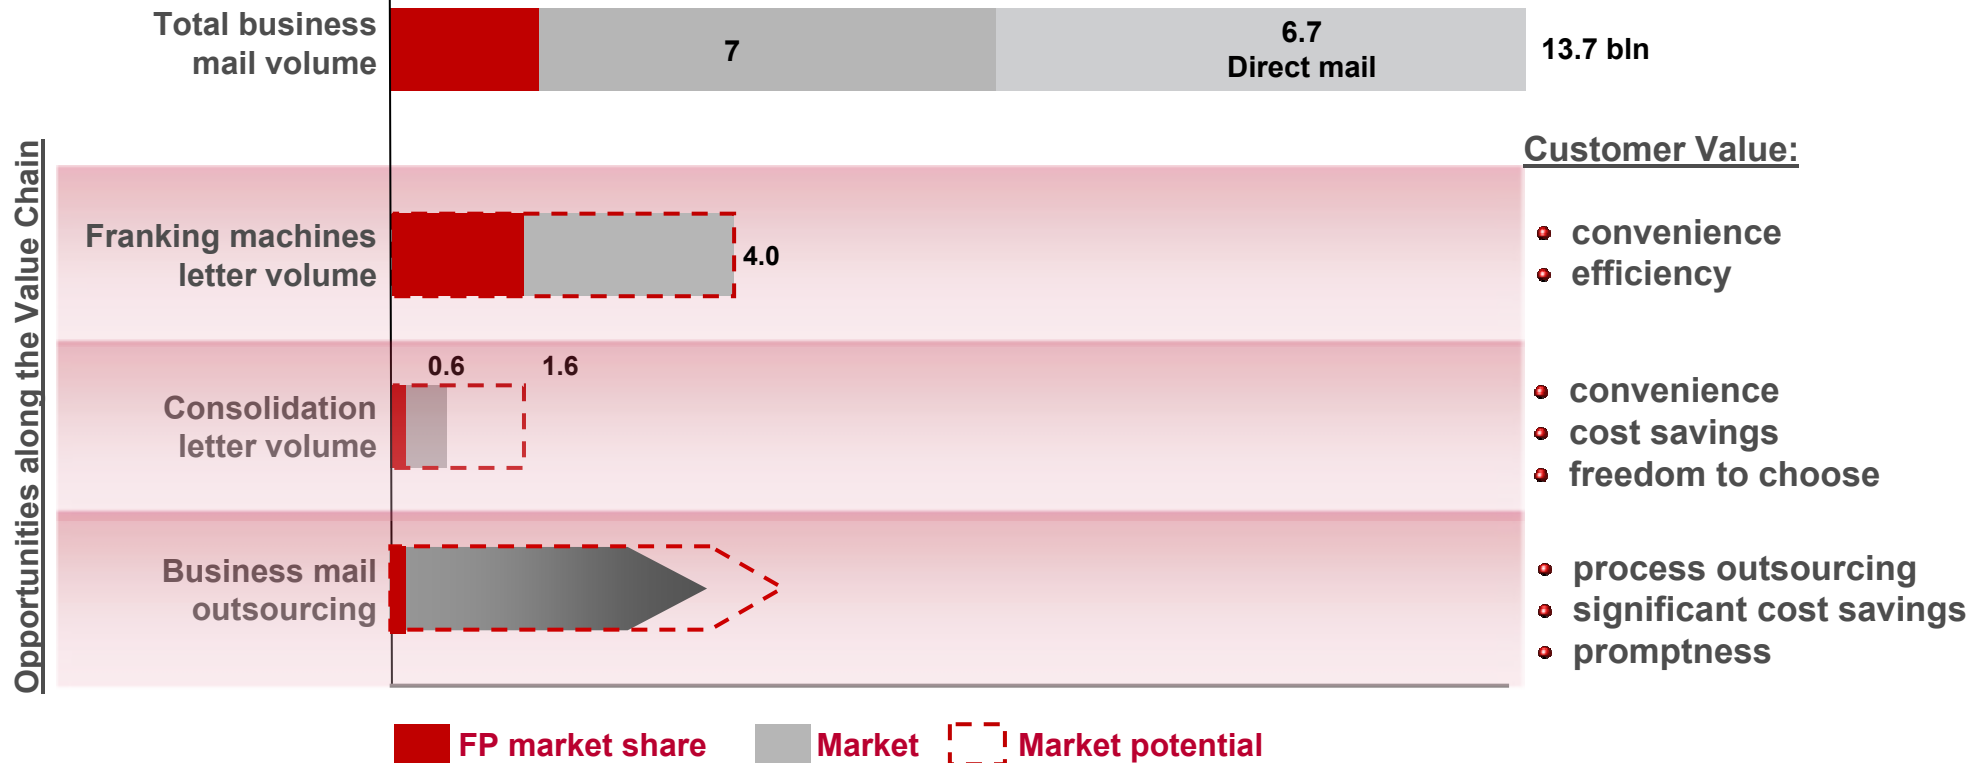 Total business
mail volume
7
6.7
Direct mail
13.7 bln
Opportunities along the Value Chain
Customer Value:
Franking machines
letter volume
4.0
convenience
efficiency
Consolidation
letter volume
0.6
1.6
convenience
cost savings
freedom to choose
Business mail
outsourcing
process outsourcing
significant cost savings
promptness
FP market share
Market
Market potential